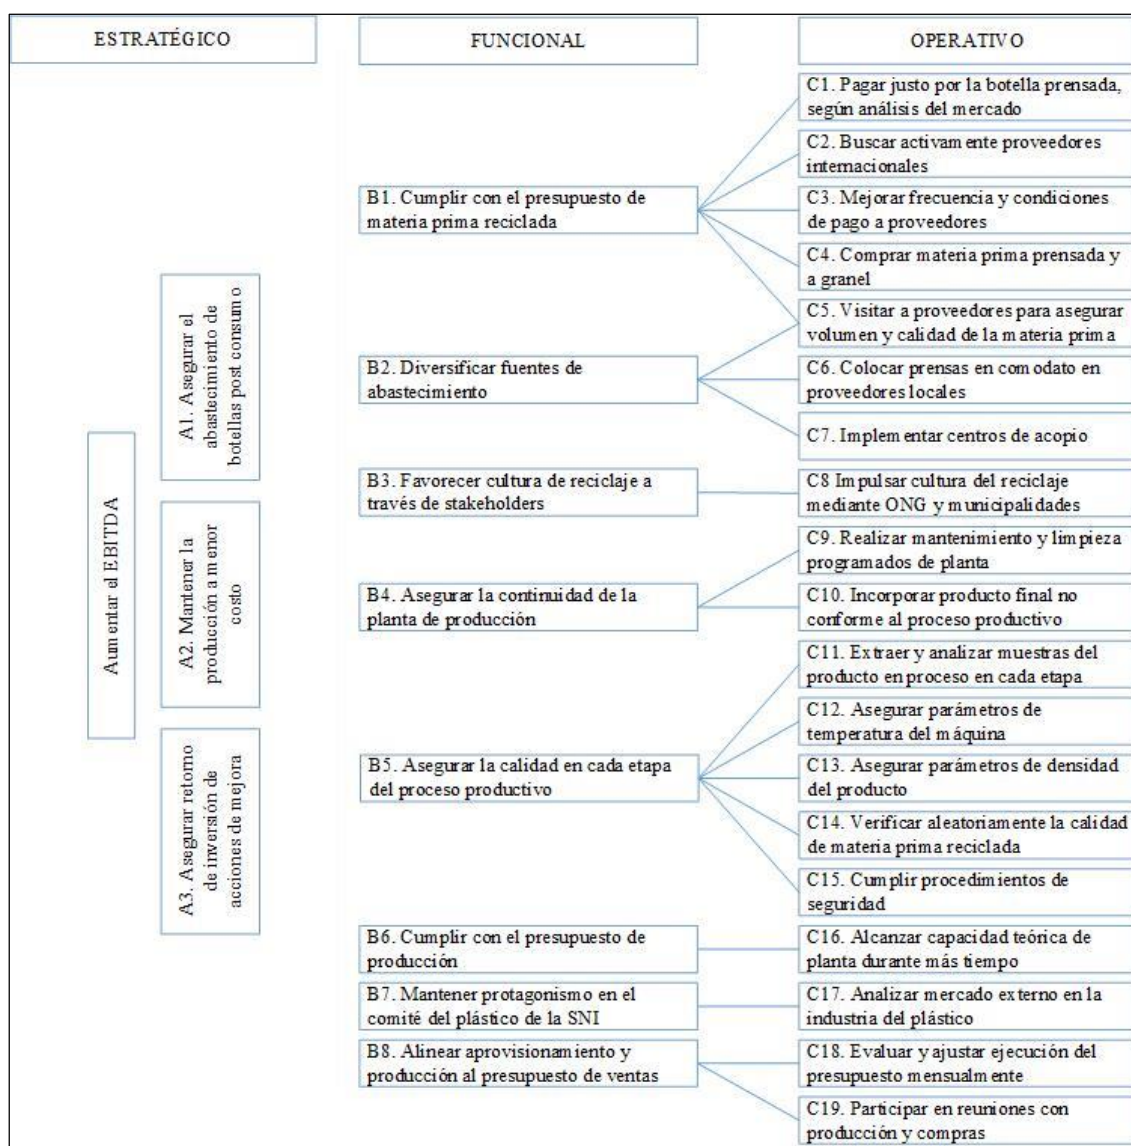 ESTRATÉGICO
FUNCIONAL
OPERATIVO
Aumentar el EBITDA
A1. Asegurar el
abastecimiento de
botellas post consumo
A2. Mantener la
producción a menor
costo
A3. Asegurar retorno
de inversión de
acciones de mejora
B1. Cumplir con el presupuesto de
materia prima reciclada
B2. Diversificar fuentes de
abastecimiento
B3. Favorecer cultura de reciclaje a
través de stakeholders
B4. Asegurar la continuidad de la
planta de producción
B5. Asegurar la calidad en cada etapa
del proceso productivo
B6. Cumplir con el presupuesto de
producción
B7. Mantener protagonismo en el
comité del plástico de la SNI
B8. Alinear aprovisionamiento y
producción al presupuesto de ventas
C1. Pagar justo por la botella prensada,
según análisis del mercado
C2. Buscar activamente proveedores
internacionales
C3. Mejorar frecuencia y condiciones
de pago a proveedores
C4. Comprar materia prima prensada y
a granel
C5. Visitar a proveedores para asegurar
volumen y calidad de la materia prima
C6. Colocar prensas en comodato en
proveedores locales
C7. Implementar centros de acopio
C8 Impulsar cultura del reciclaje
mediante ONG y municipalidades
C9. Realizar mantenimiento y limpieza
programados de planta
C10. Incorporar producto final no
conforme al proceso productivo
C11. Extraer y analizar muestras del
producto en proceso en cada etapa
C12. Asegurar parámetros de
temperatura del máquina
C13. Asegurar parámetros de densidad
del producto
C14. Verificar aleatoriamente la calidad
de materia prima reciclada
C15. Cumplir procedimientos de
seguridad
C16. Alcanzar capacidad teórica de
planta durante más tiempo
C17. Analizar mercado externo en la
industria del plástico
C18. Evaluar y ajustar ejecución del
presupuesto mensualmente
C19. Participar en reuniones con
producción y compras